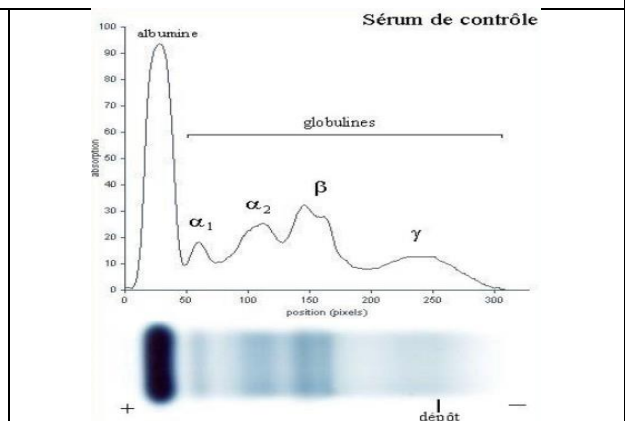 Sérum de contrôle
albumine
globulines
α1
α2
β
γ
absorption
100
90
80
70
60
50
40
30
20
10
0
0 50 100 150 200 250 300
position (pixels)
+ dépôt —